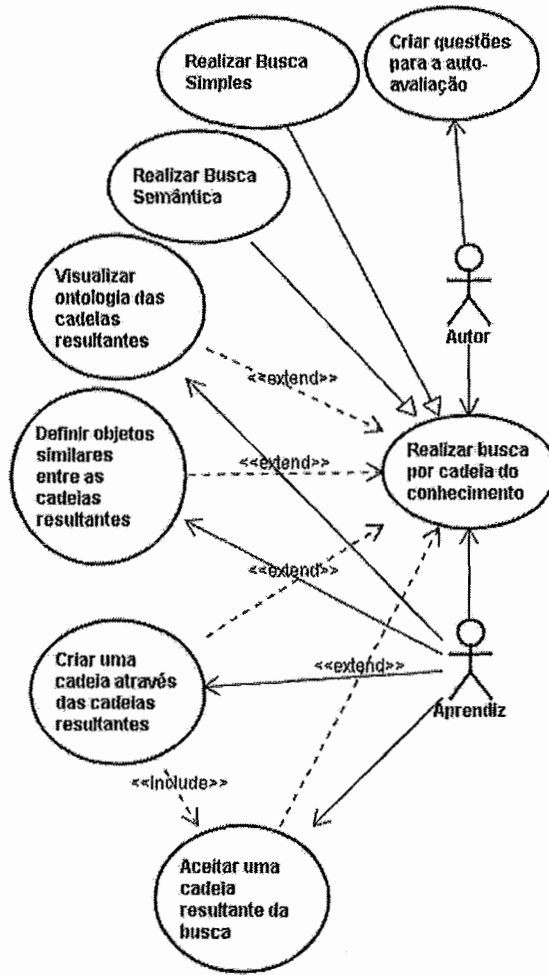 Criar questões
para a auto-
avaliação
Realizar Busca
Simples
Realizar Busca
Semântica
Visualizar
ontologia das
cadeias
resultantes
Autor
<<extend>>
Definir objetos
similares
entre as
cadeias
resultantes
<<extend>>
Realizar busca
por cadeia do
conhecimento
<<extend>>
Criar uma
cadeia através
das cadeias
resultantes
<<extend>>
Aprendiz
<<include>>
Aceitar uma
cadeia
resultante da
busca